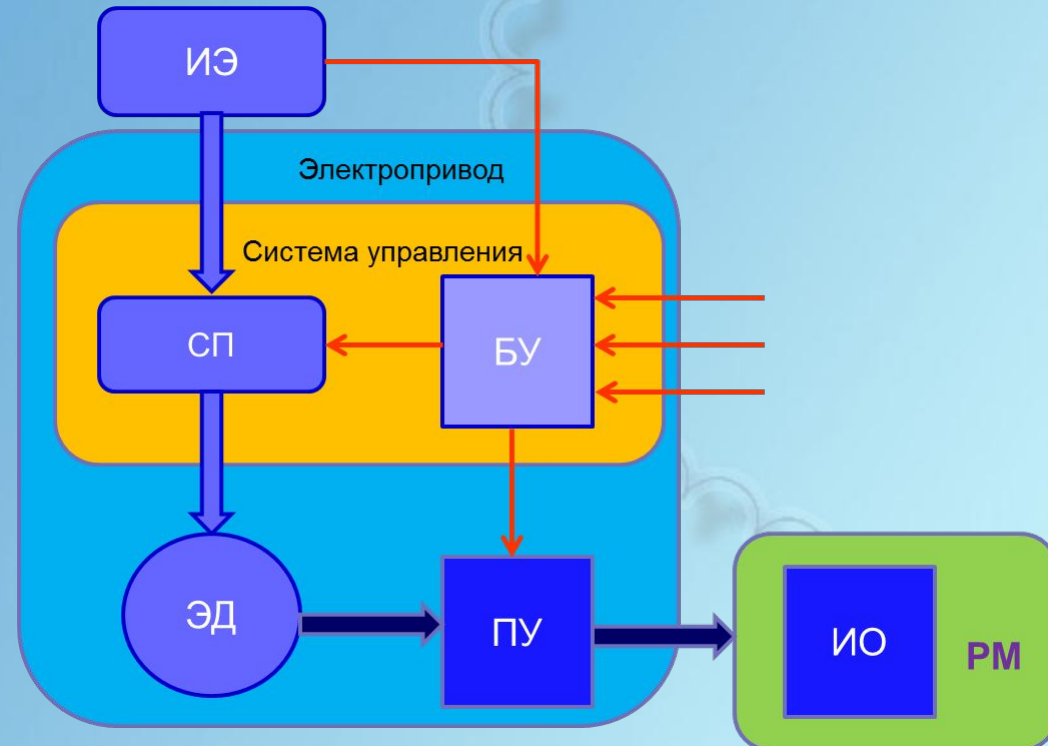 ИЭ
Электропривод
Система управления
СП
БУ
ЭД
ПУ
ИО
РМ